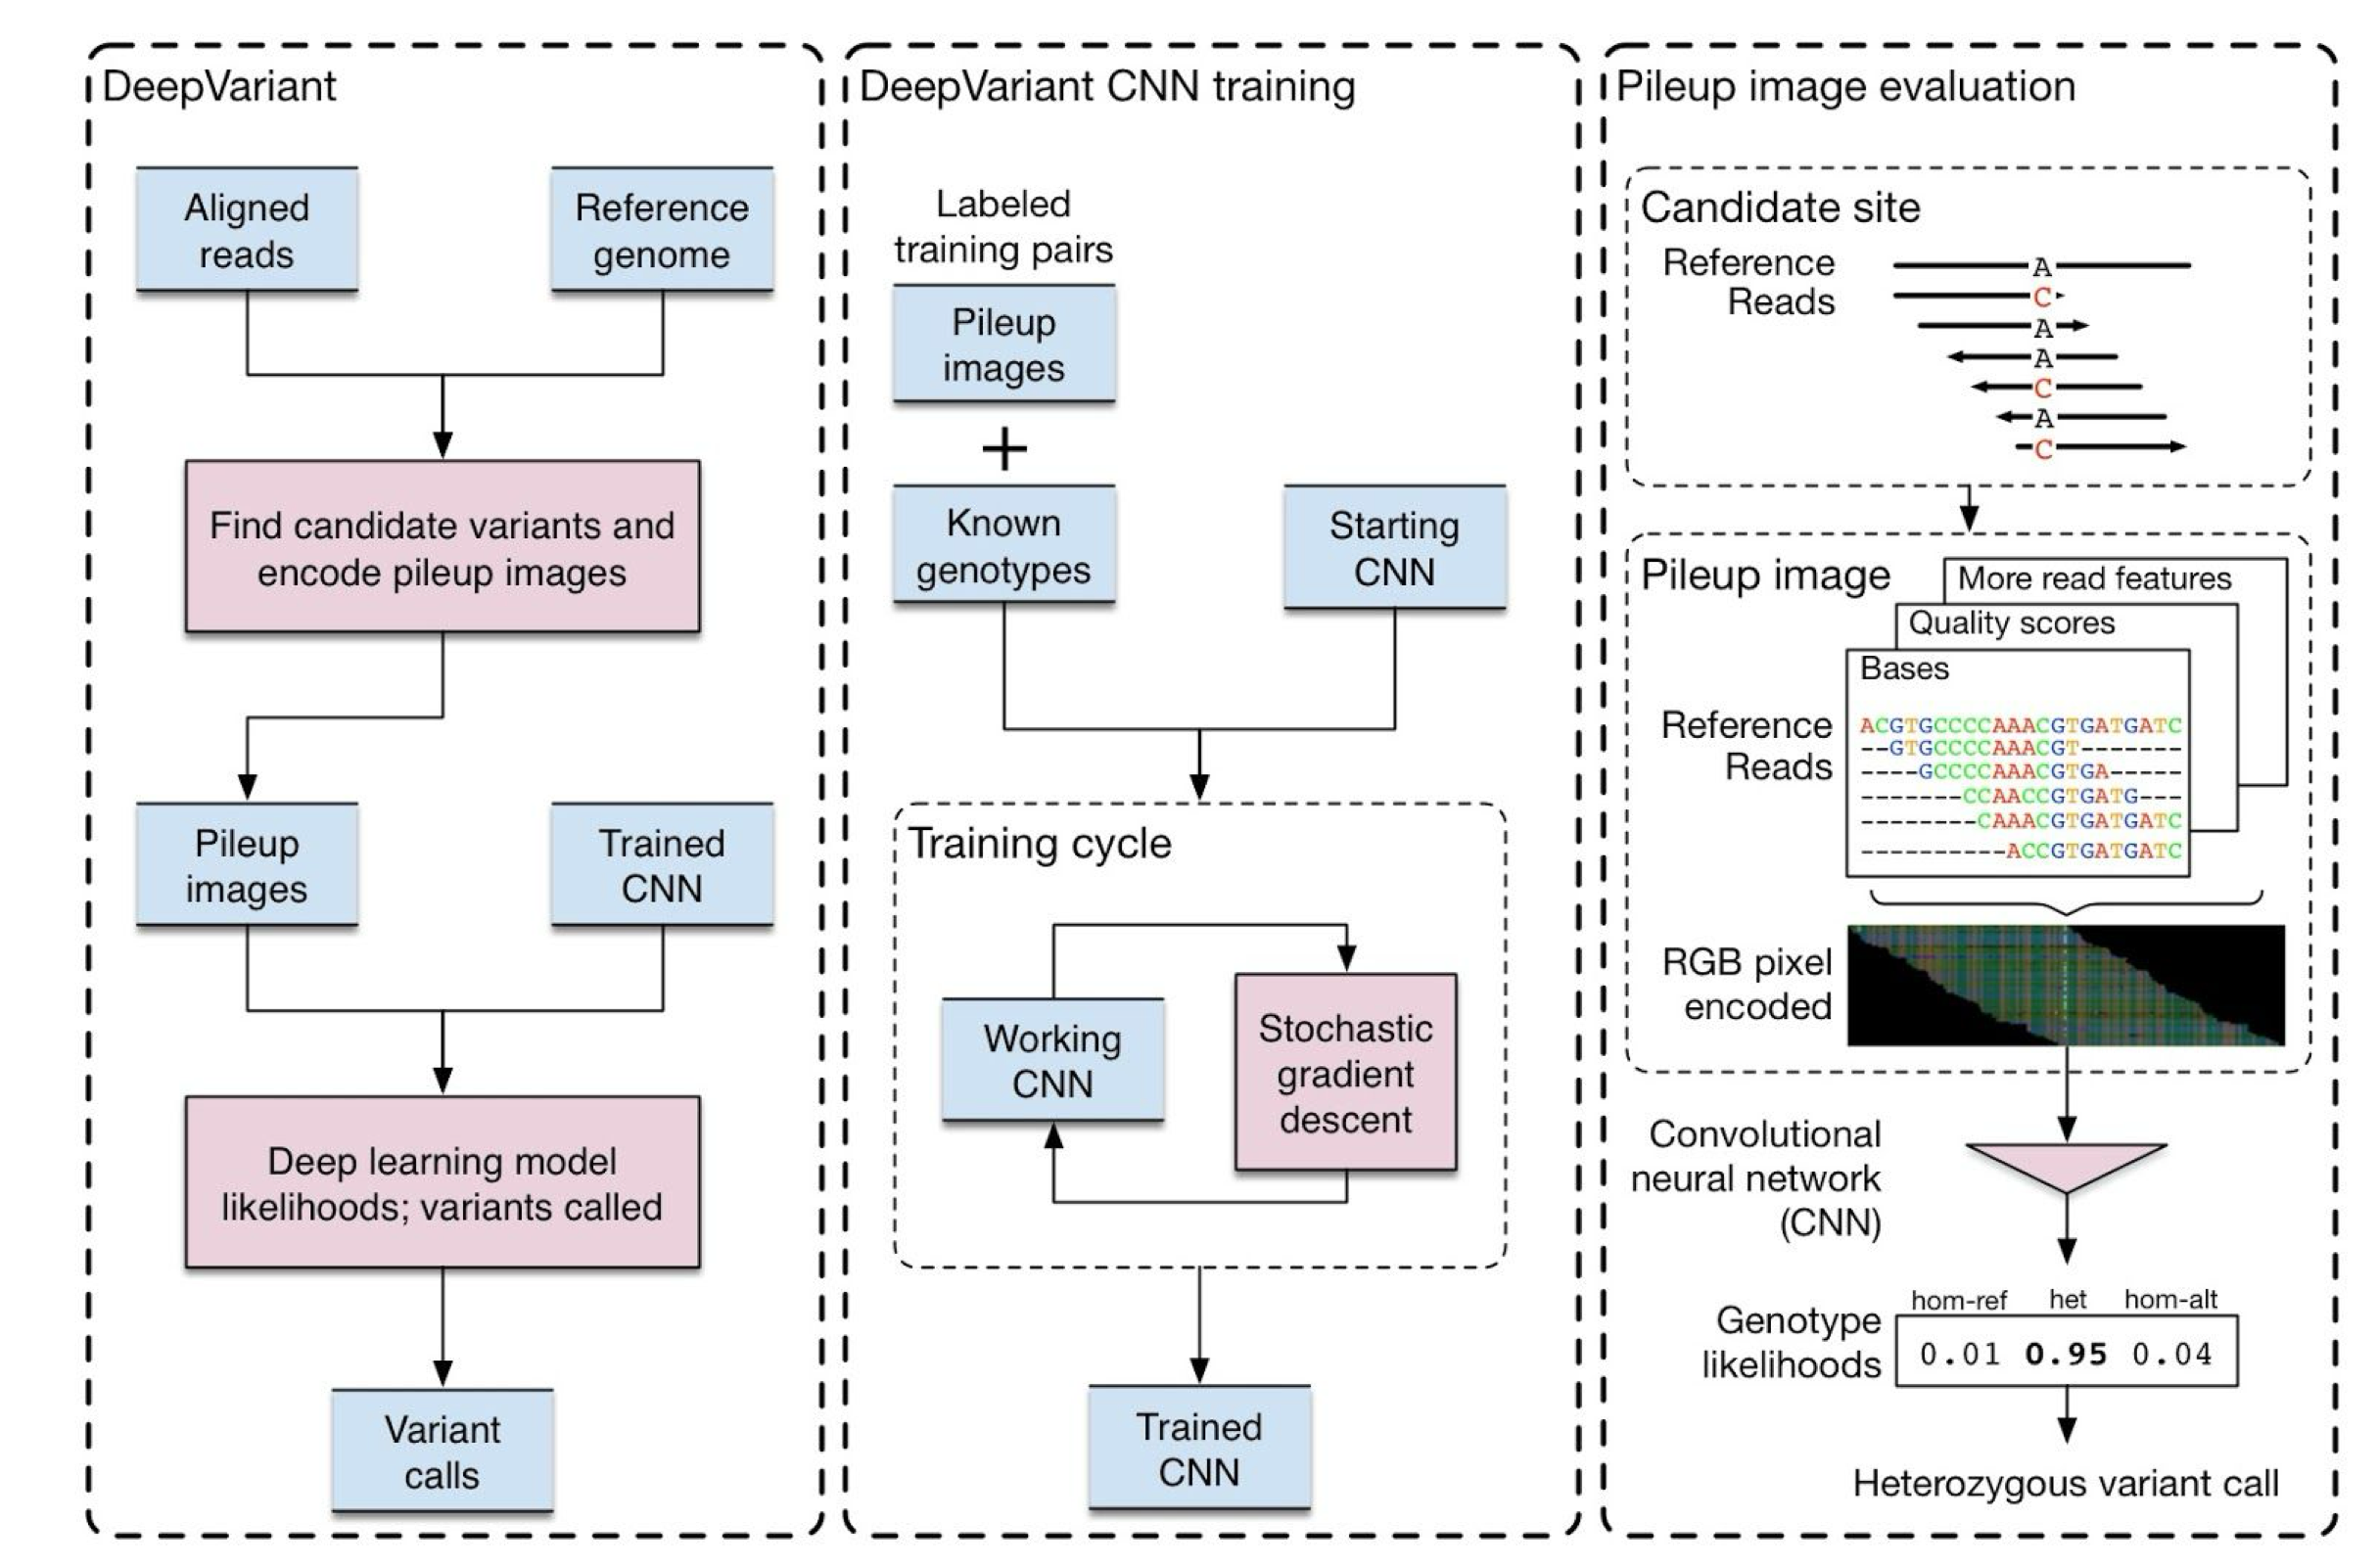 DeepVariant
Aligned
reads
Reference
genome
Find candidate variants and
encode pileup images
Pileup
images
Trained
CNN
Deep learning model
likelihoods; variants called
Variant
calls
DeepVariant CNN training
Labeled
training pairs
Pileup
images
+
Known
genotypes
Starting
CNN
Training cycle
Working
CNN
Stochastic
gradient
descent
Trained
CNN
Pileup image evaluation
Candidate site
Reference
Reads
A
C
A
A
C
A
C
Pileup image
More read features
Quality scores
Bases
Reference
Reads
ACGTGCCCCAAACGTGATGATC
--GTGCCCCAAACGT-------
----GCCCCAAACGTGA-----
-------CCAACCGTGATG---
--------CAAACGTGATGATC
----------ACCGTGATGATC
RGB pixel
encoded
Convolutional
neural network
(CNN)
Genotype
likelihoods
hom-ref het hom-alt
0.01 0.95 0.04
Heterozygous variant call